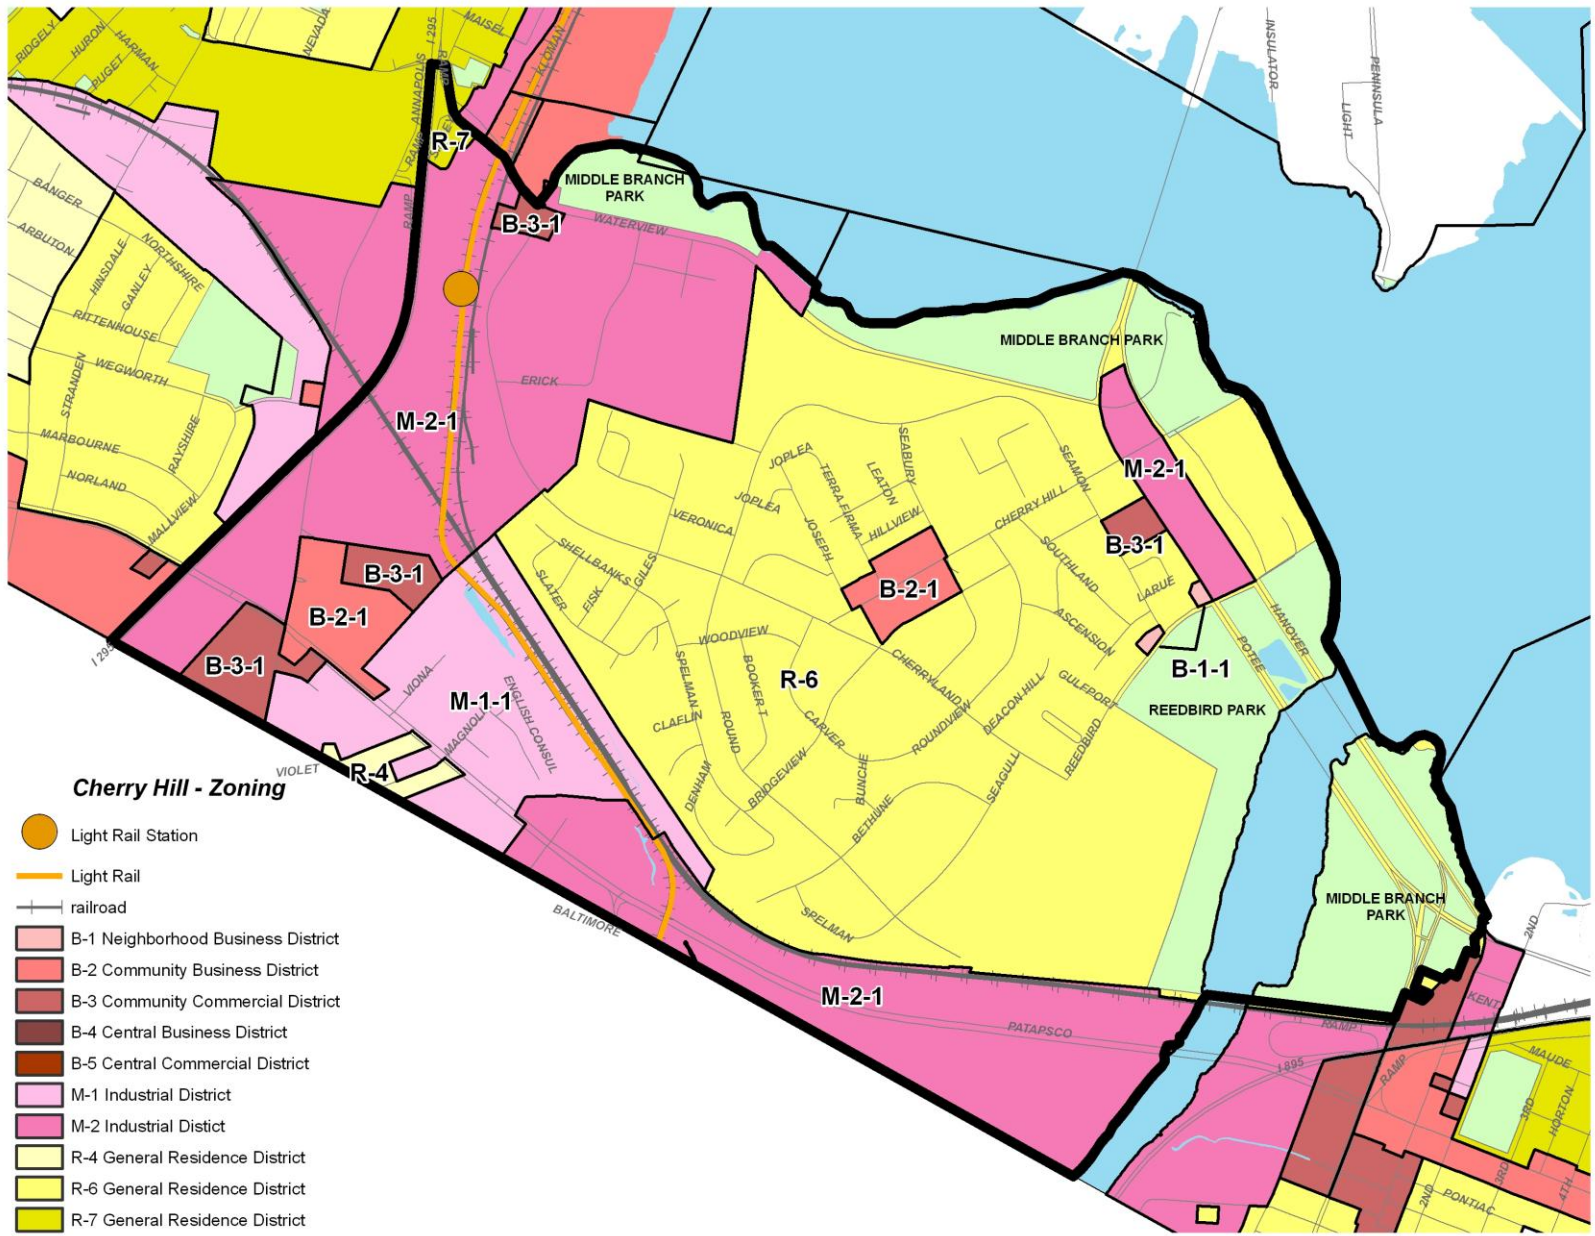 RIDGELY
HURON
HARMAN
PUGET
NEVADA
I 295
MAISEL
RAMP
ANNAPOLIS
KLOMAN
INSULATOR
PENINSULA
LIGHT
RAMP
R-7
RAMP
BANGER
ARBUTON
MIDDLE BRANCH
PARK
B-3-1
WATERVIEW
HINSDALE
GANLEY
NORTHSHIRE
RITTENHOUSE
WEGWORTH
STRANDEN
MARBOURNE
RAYSHIRE
NORLAND
MALLVIEW
ERICK
M-2-1
MIDDLE BRANCH PARK
M-2-1
JOPLEA
TERRA FIRMA
LEATON
SEABURY
SEAMON
JOPLEA
VERONICA
JOSEPH
HILLVIEW
CHERRY HILL
B-3-1
SHELLBANKS
GILES
SLATER
FISK
SOUTHLAND
LARUE
B-3-1
B-2-1
B-2-1
ASCENSION
HANOVER
POTEE
I 295
B-3-1
WOODVIEW
VIONA
M-1-1
MAGNOLIA
ENGLISH CONSUL
SPELMAN
BOOKER T
ROUND
CLAFLIN
R-6
CARVER
CHERRYLAND
ROUNDVIEW
DEACON HILL
GULFPORT
B-1-1
REEDBIRD PARK
REEDBIRD
SEAGULL
VIOLET
R-4
DENHAM
BRIDGEVIEW
BUNCHE
BETHUNE
SPELMAN
BALTIMORE
MIDDLE BRANCH
PARK
2ND
M-2-1
PATAPSCO
KENT
RAMP
I 895
RAMP
MAUDE
3RD
HORTON
3RD
2ND
PONTIAC
4TH
Cherry Hill - Zoning
Light Rail Station
Light Rail
railroad
B-1 Neighborhood Business District
B-2 Community Business District
B-3 Community Commercial District
B-4 Central Business District
B-5 Central Commercial District
M-1 Industrial District
M-2 Industrial Distict
R-4 General Residence District
R-6 General Residence District
R-7 General Residence District